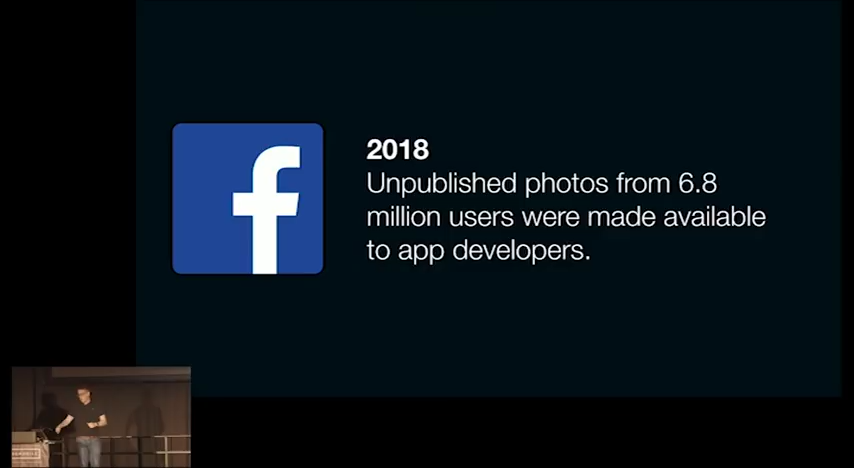 f
2018
Unpublished photos from 6.8
million users were made available
to app developers.